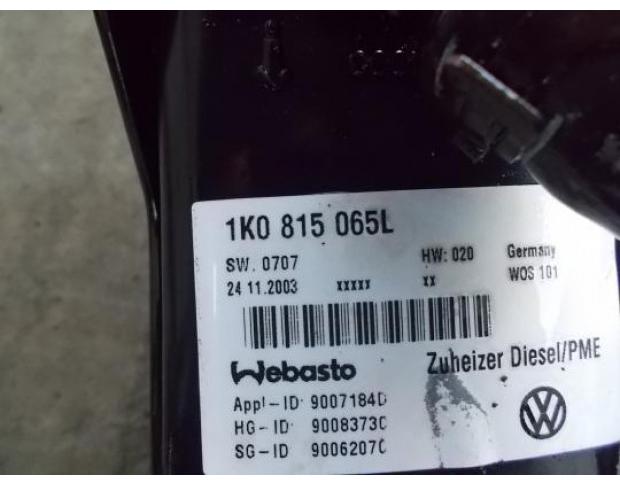 1K0 815 065L
SW. 0707 HW: 020 Germany
24 11.2003 xxxxx xx WOS 101
Webasto Zuheizer Diesel/PME
Appl-ID 9007184D
HG-ID 9008373C
SG-ID 9006207C
VW